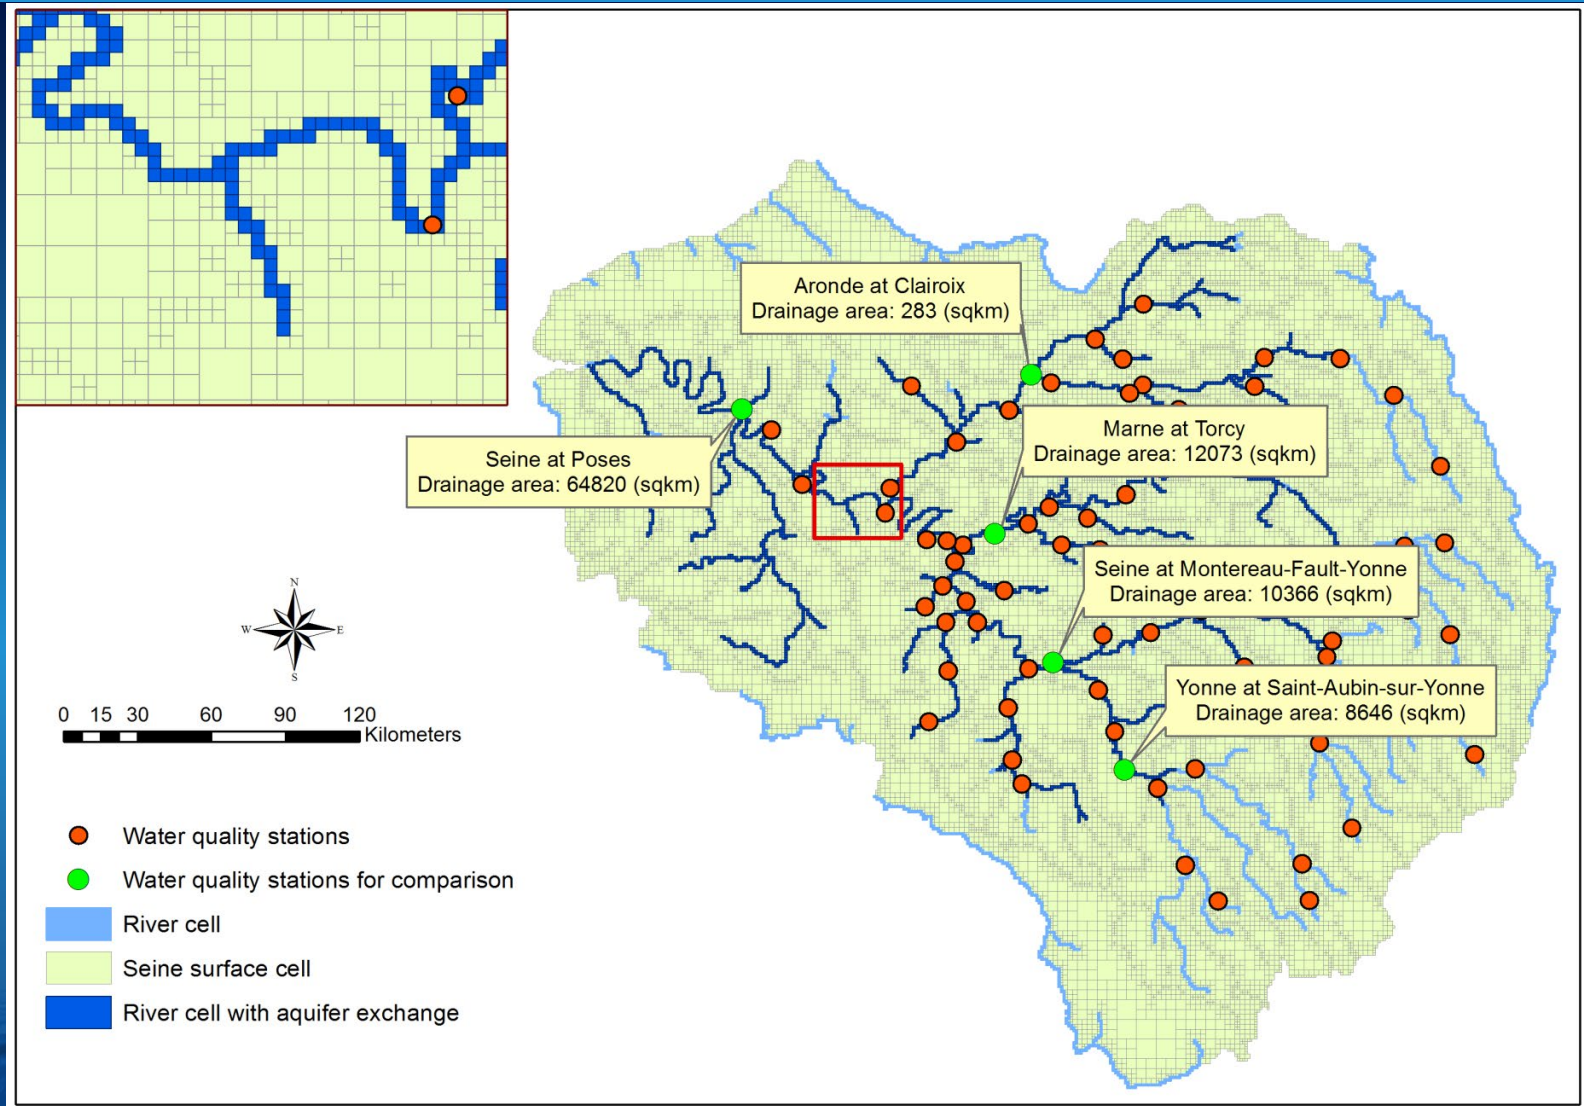 Aronde at Clairoix
Drainage area: 283 (sqkm)
Marne at Torcy
Drainage area: 12073 (sqkm)
Seine at Poses
Drainage area: 64820 (sqkm)
Seine at Montereau-Fault-Yonne
Drainage area: 10366 (sqkm)
Yonne at Saint-Aubin-sur-Yonne
Drainage area: 8646 (sqkm)
N
W E
S
0 15 30 60 90 120
Kilometers
Water quality stations
Water quality stations for comparison
River cell
Seine surface cell
River cell with aquifer exchange